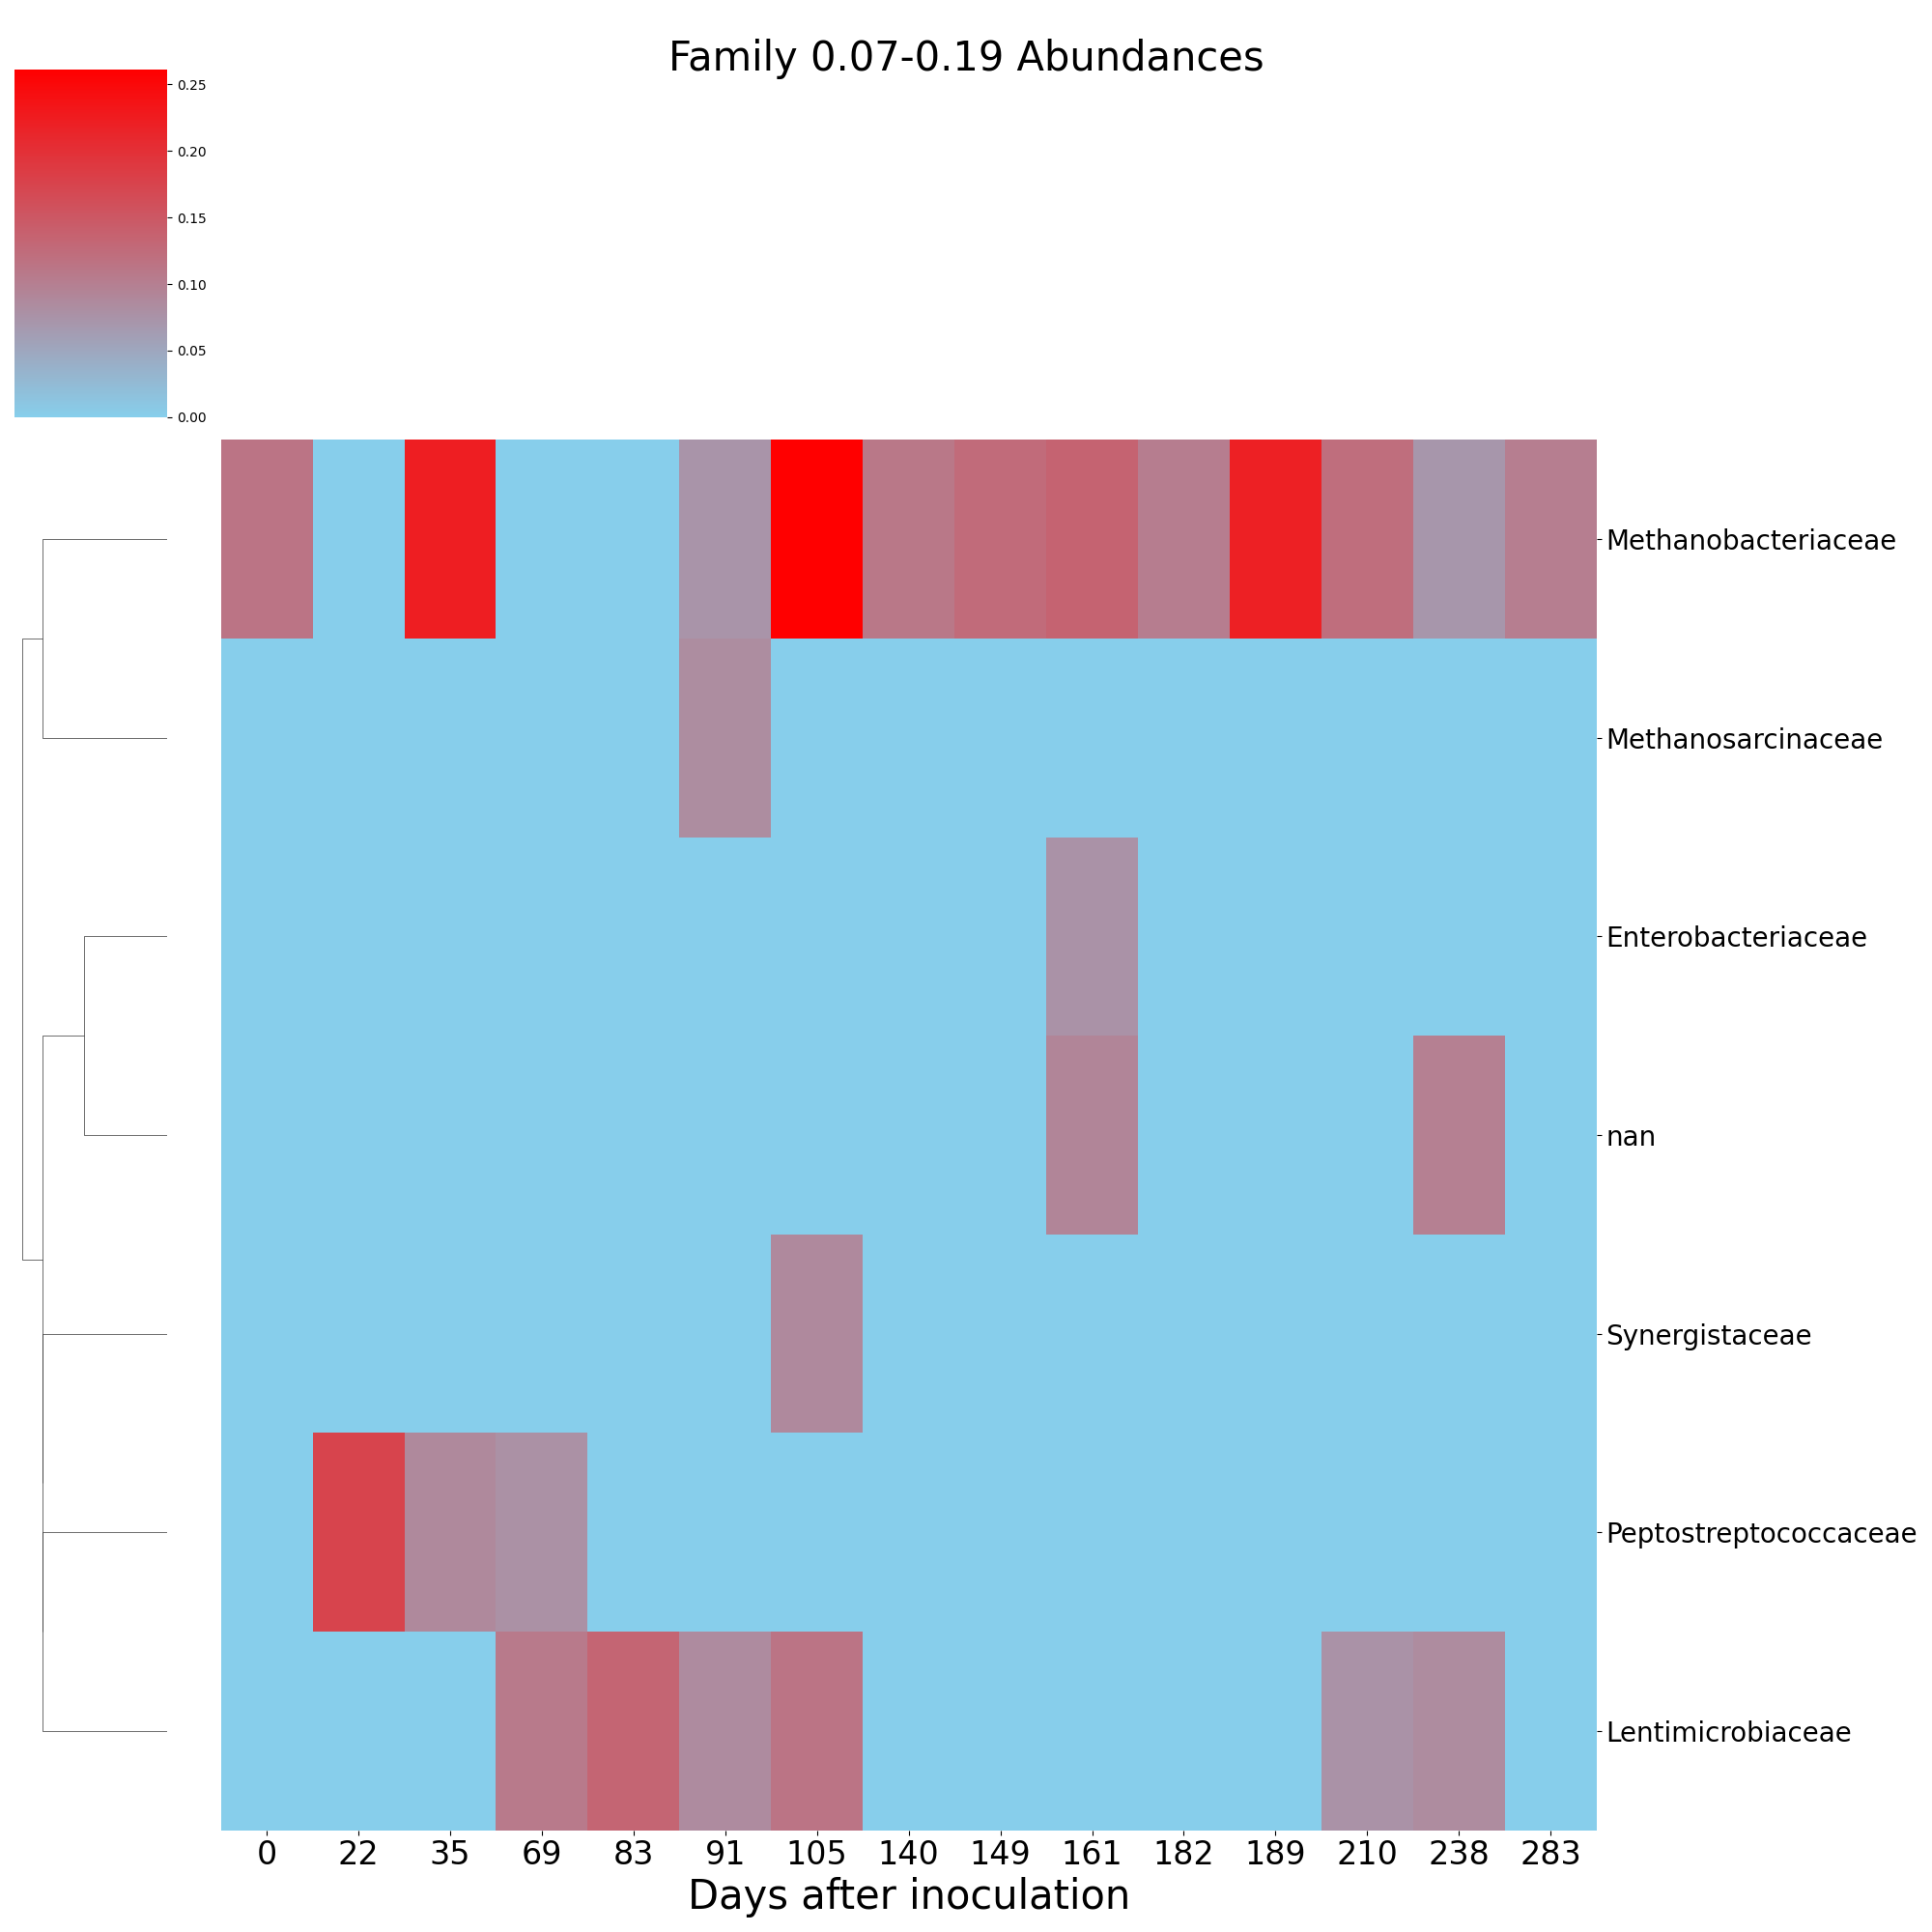 Family 0.07-0.19 Abundances
0.25
0.20
0.15
0.10
0.05
0.00
Methanobacteriaceae
Methanosarcinaceae
Enterobacteriaceae
nan
Synergistaceae
Peptostreptococcaceae
Lentimicrobiaceae
0 22 35 69 83 91 105 140 149 161 182 189 210 238 283
Days after inoculation